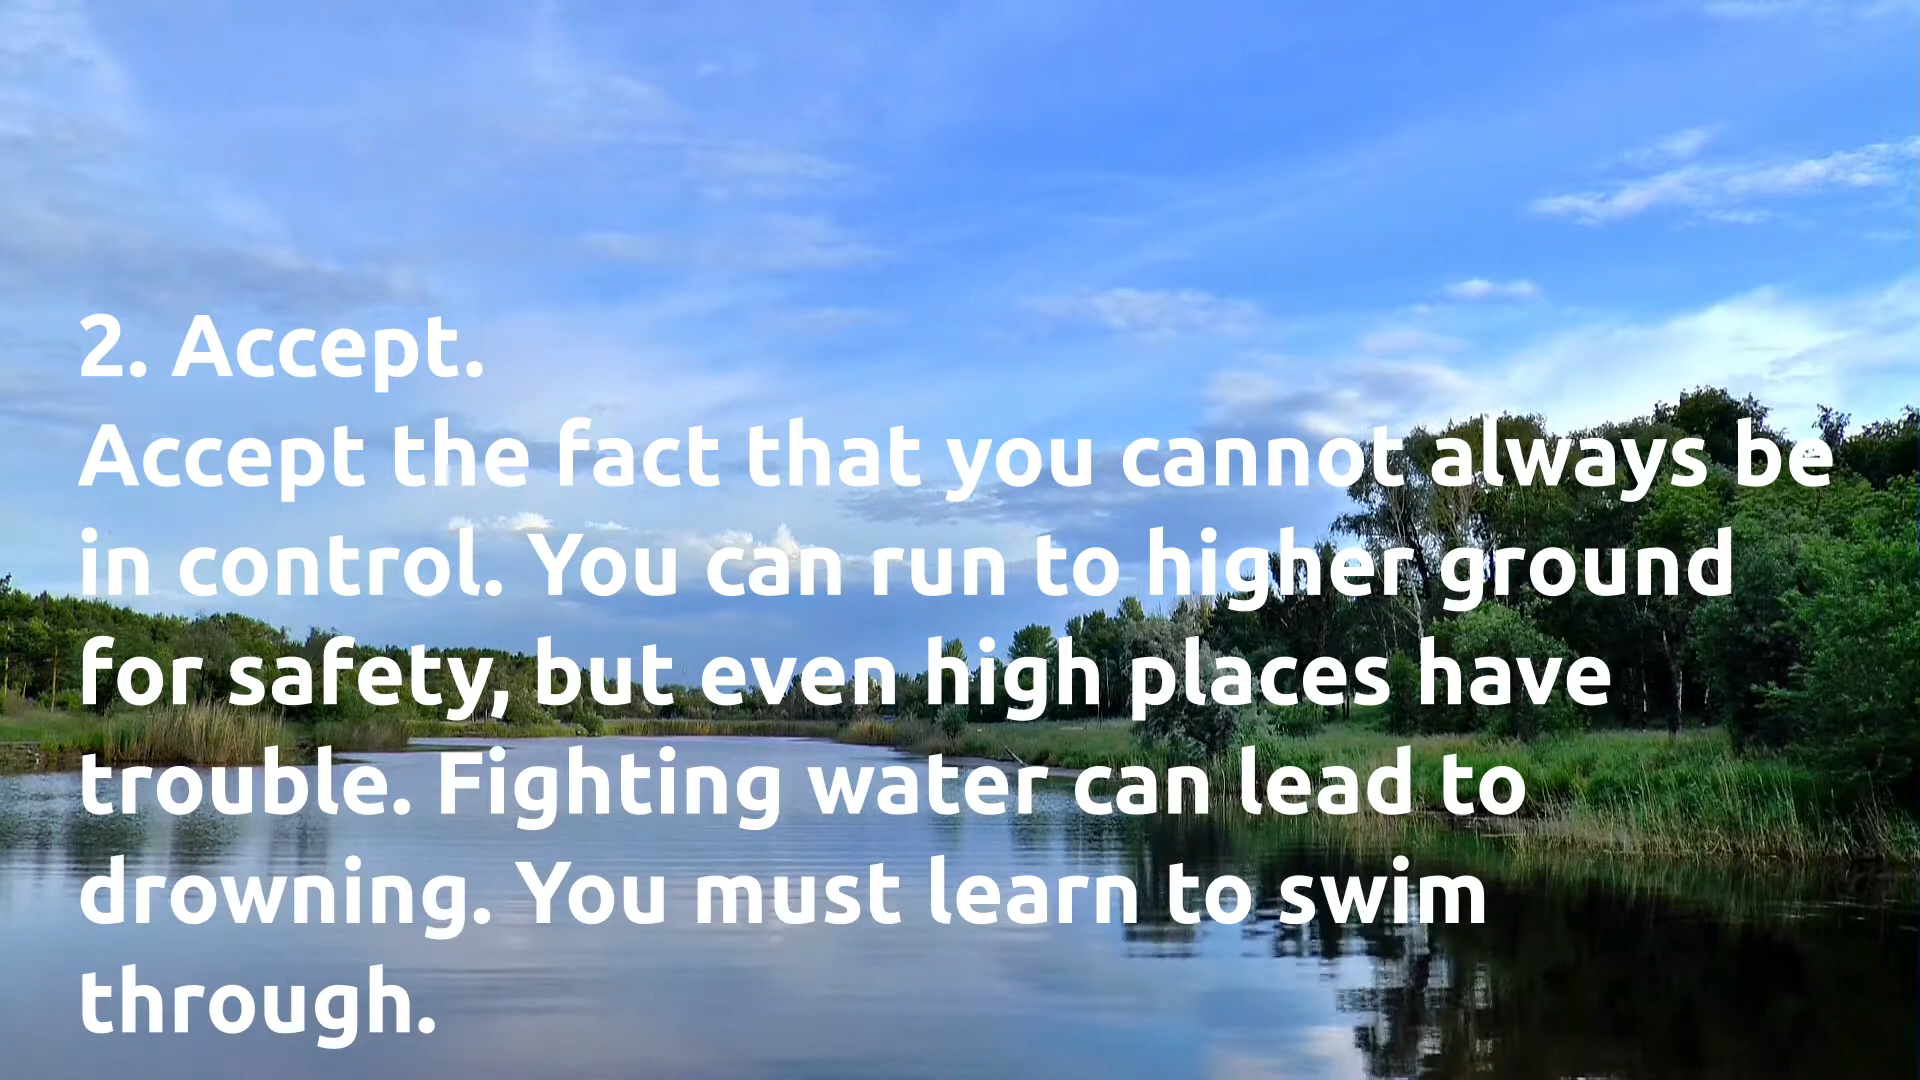 2. Accept.
Accept the fact that you cannot always be
in control. You can run to higher ground
for safety, but even high places have
trouble. Fighting water can lead to
drowning. You must learn to swim
through.